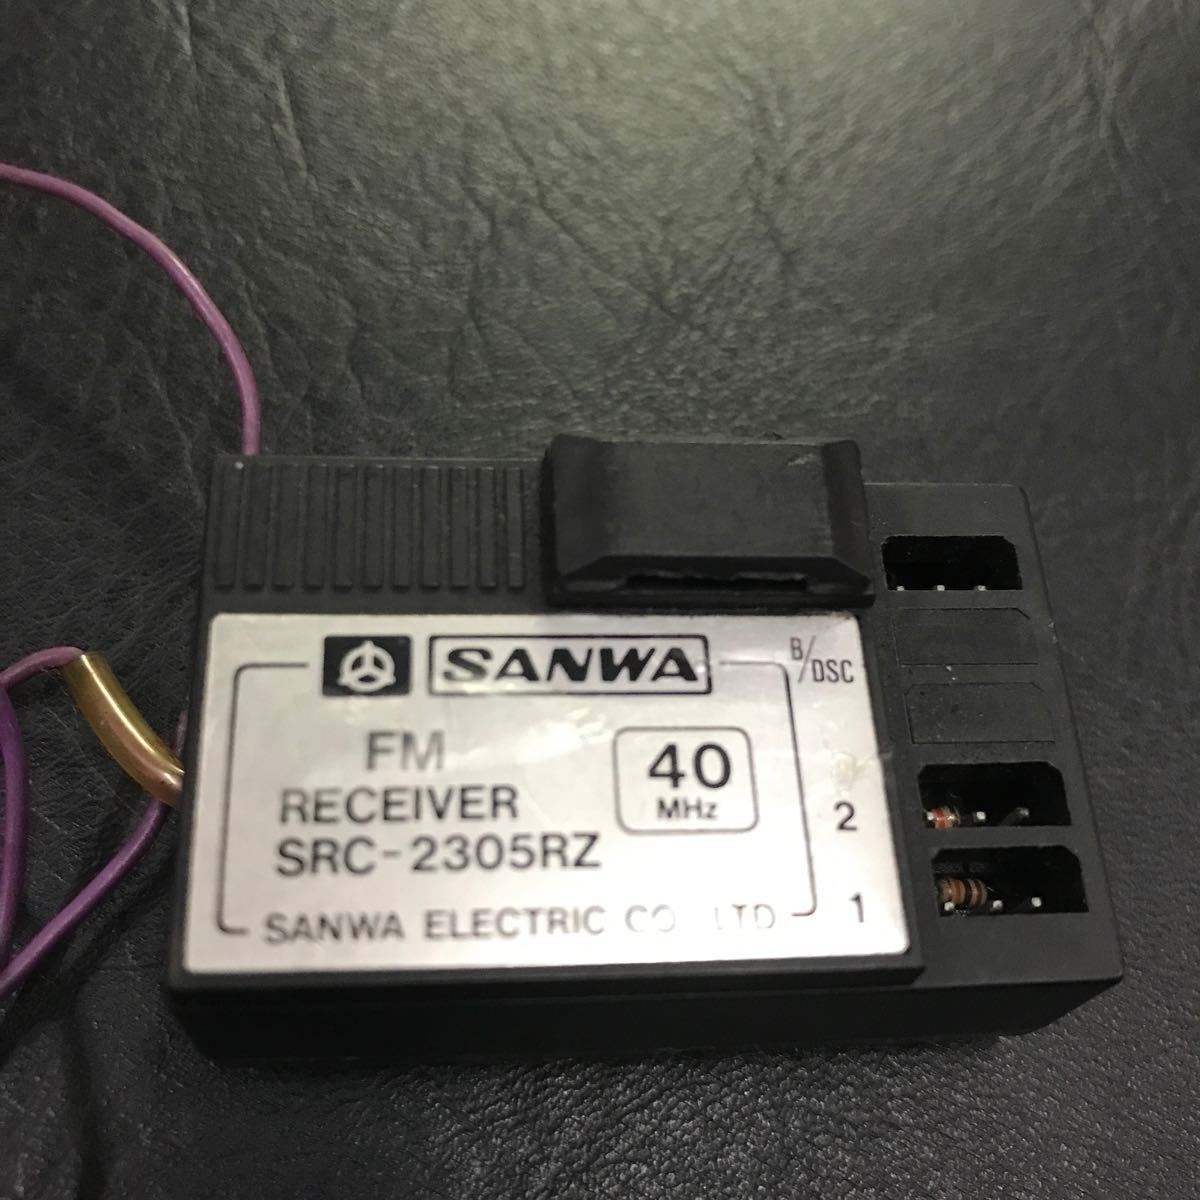 SANWA
B/DSC
FM
RECEIVER
SRC-2305RZ
40
MHz
2
SANWA ELECTRIC CO LTD
1